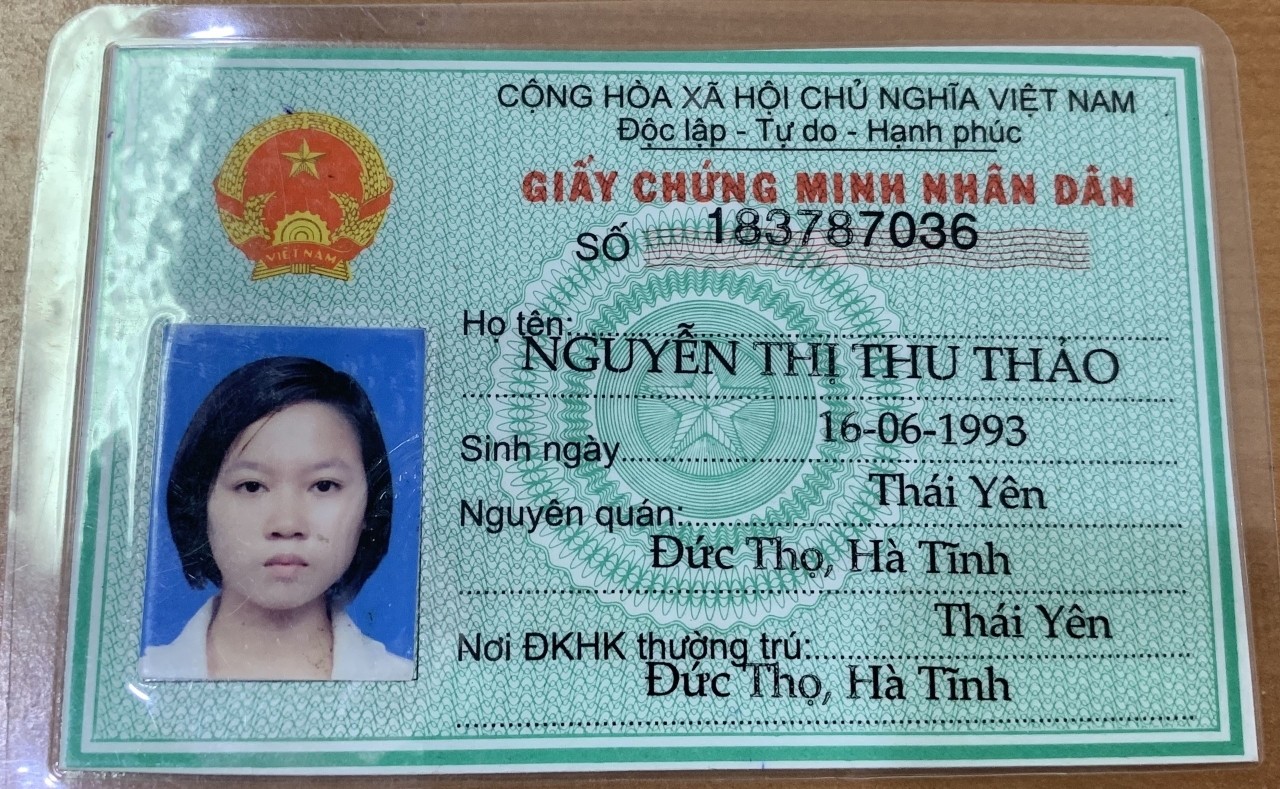 CỘNG HÒA XÃ HỘI CHỦ NGHĨA VIỆT NAM
Độc lập - Tự do - Hạnh phúc
GIẤY CHỨNG MINH NHÂN DÂN
SỐ 183787036
VIỆT NAM
Họ tên:
NGUYỄN THỊ THU THẢO
Sinh ngày 16-06-1993
Nguyên quán: Thái Yên
Đức Thọ, Hà Tĩnh
Nơi ĐKHK thường trú: Thái Yên
Đức Thọ, Hà Tĩnh